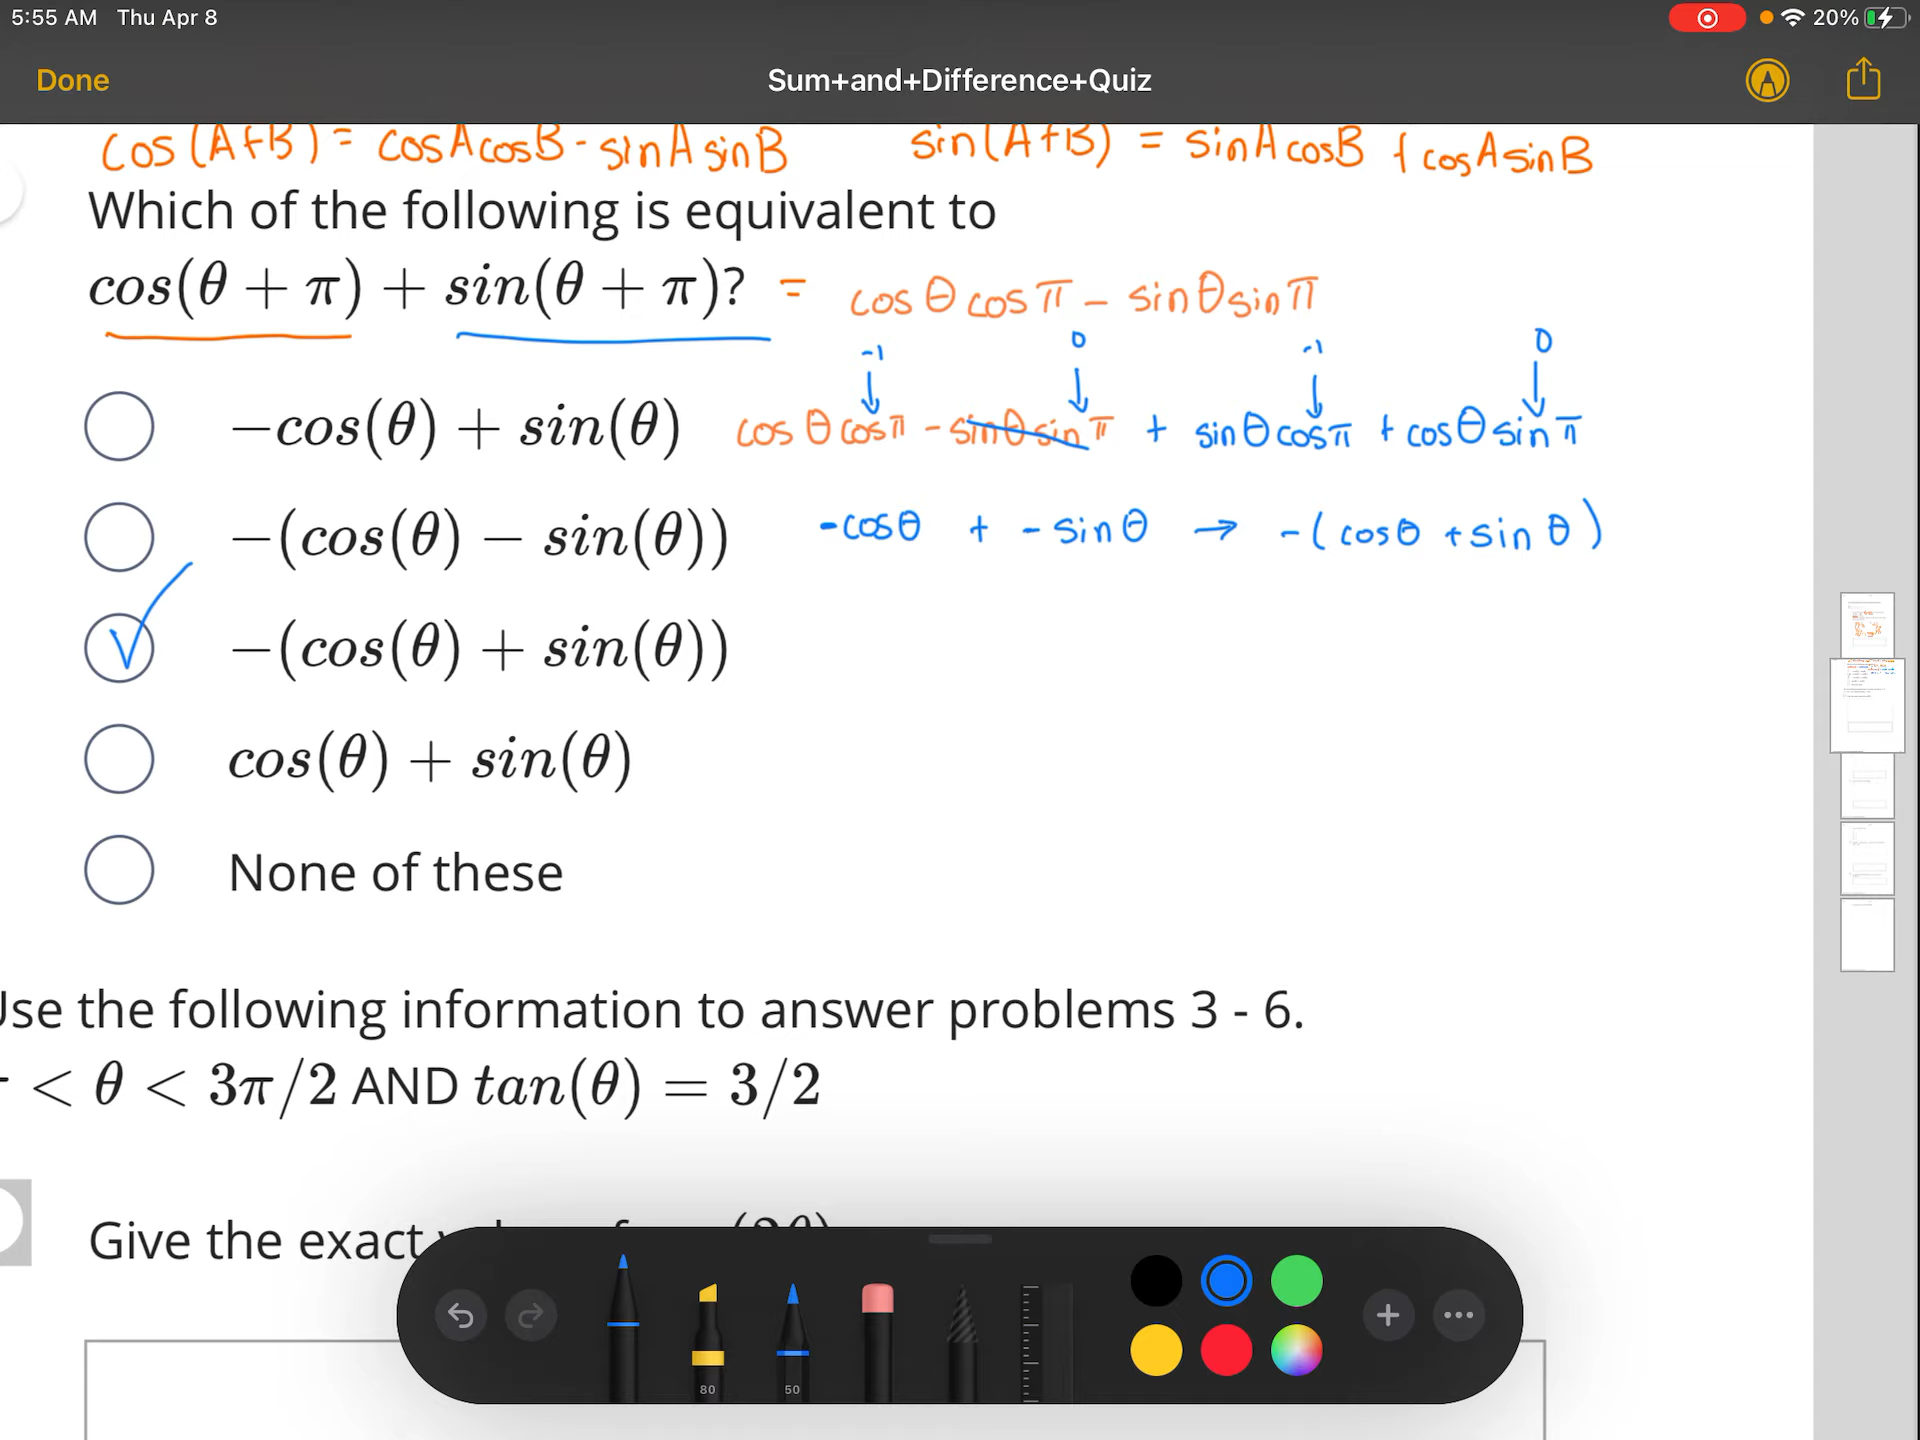 5:55 AM Thu Apr 8
20%
Done
Sum+and+Difference+Quiz
cos(A+B) = cosAcosB - sinAsinB sin(A+B) = sinAcosB + cosAsinB
Which of the following is equivalent to
cos(θ + π) + sin(θ + π)? = cosθcosπ - sinθsinπ
-1 0 -1 0
-cos(θ) + sin(θ) cosθcosπ - sinθsinπ + sinθcosπ + cosθsinπ
-(cos(θ) - sin(θ)) -cosθ + -sinθ → -(cosθ + sinθ)
-(cos(θ) + sin(θ))
cos(θ) + sin(θ)
None of these
Use the following information to answer problems 3 - 6.
< θ < 3π/2 AND tan(θ) = 3/2
Give the exact
80
50